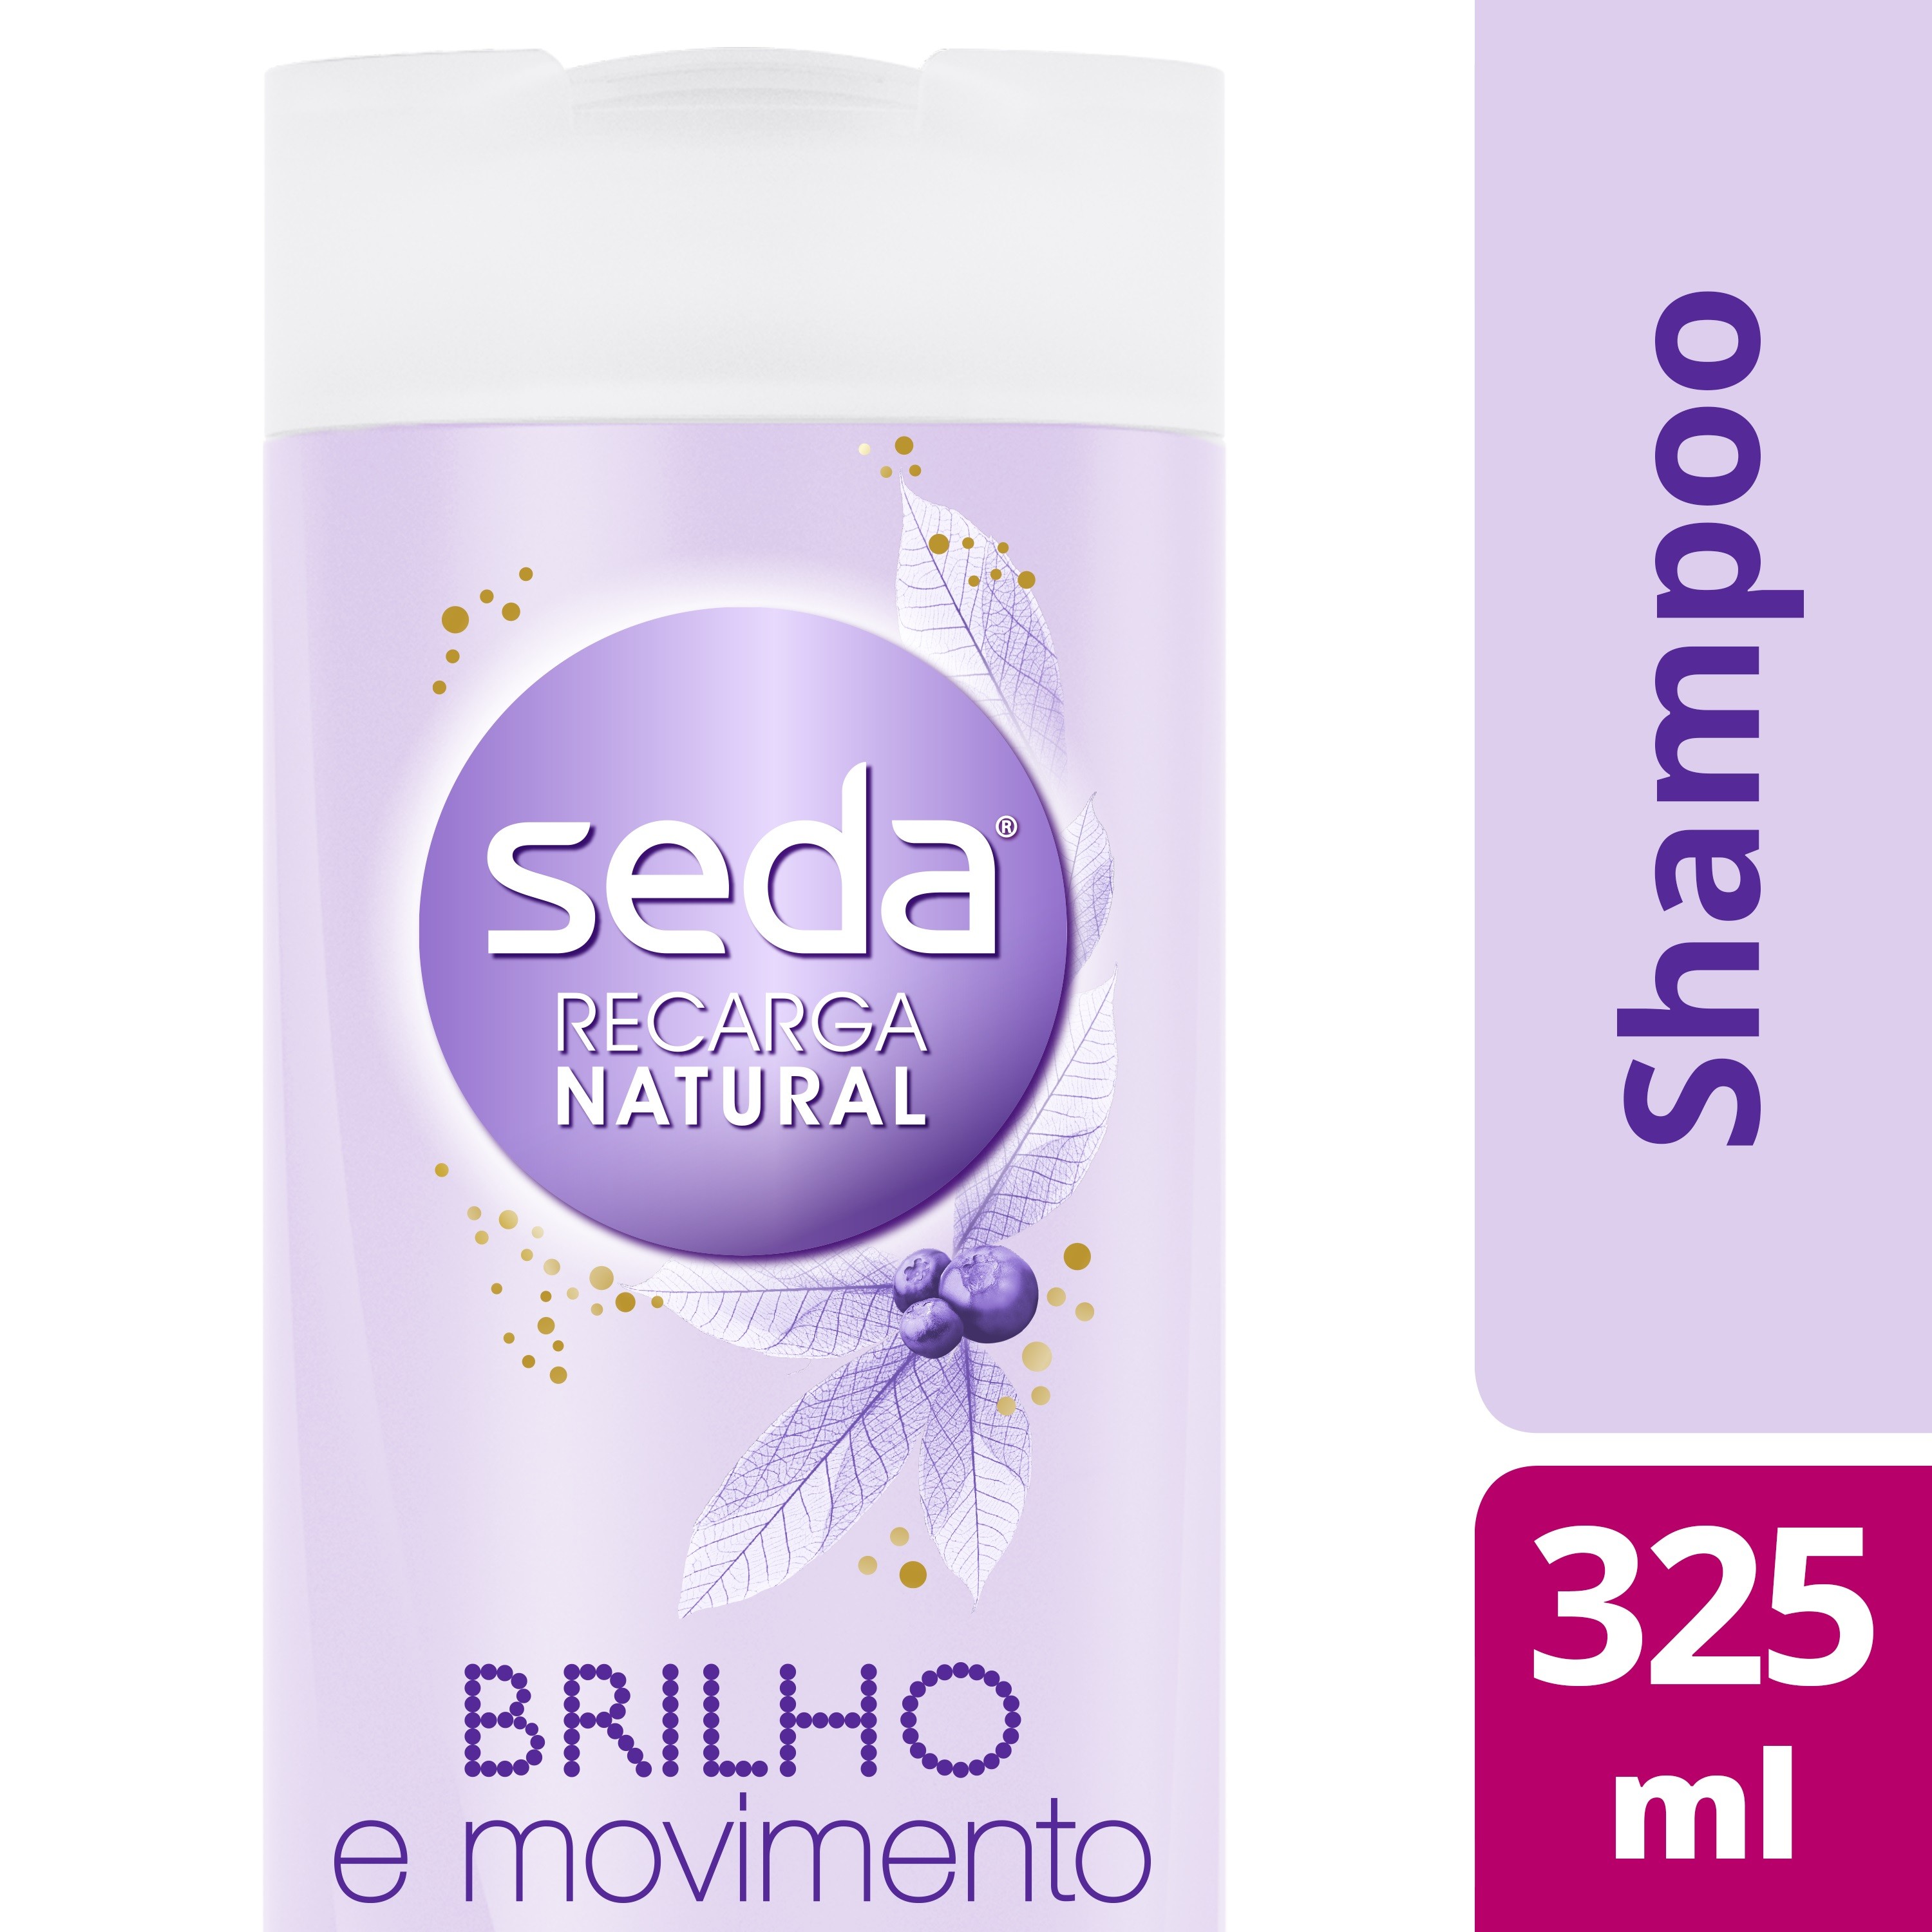 seda®
RECARGA
NATURAL
BRILHO
e movimento
Shampoo
325
ml